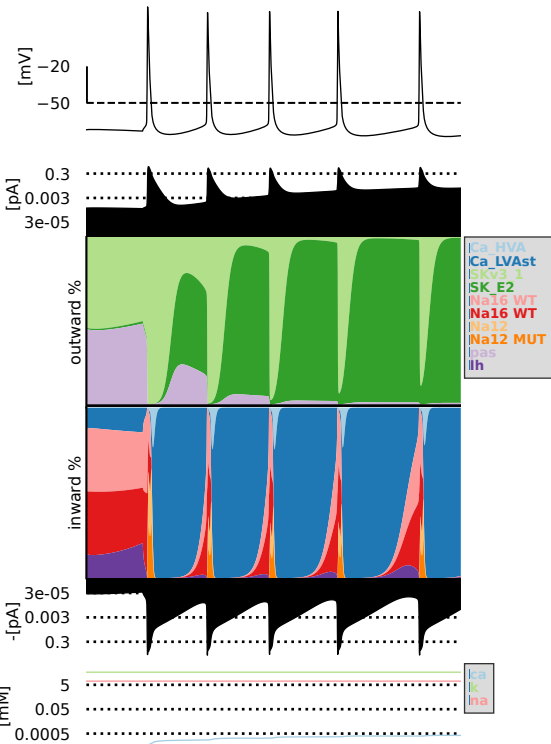 [mV]
−20
−50
[pA]
0.3
0.003
3e-05
outward %
Ca_HVA
Ca_LVAst
SKv3_1
SK_E2
Na16 WT
Na16 WT
Na12
Na12 MUT
pas
Ih
inward %
-[pA]
3e-05
0.003
0.3
[mM]
5
0.05
0.0005
ca
k
na